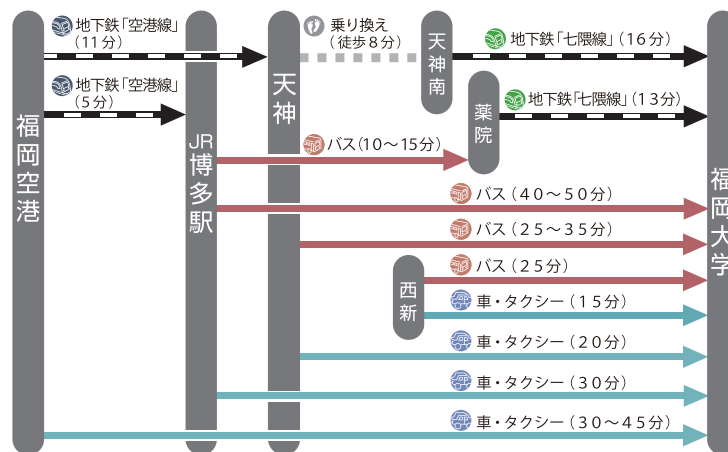 地下鉄「空港線」
(11分)
乗り換え
(徒歩8分)
地下鉄「七隈線」(16分)
地下鉄「空港線」
(5分)
地下鉄「七隈線」(13分)
福岡空港
JR
博多駅
天神
天神南
薬院
西新
福岡大学
バス(10〜15分)
バス(40〜50分)
バス(25〜35分)
バス(25分)
車・タクシー(15分)
車・タクシー(20分)
車・タクシー(30分)
車・タクシー(30〜45分)